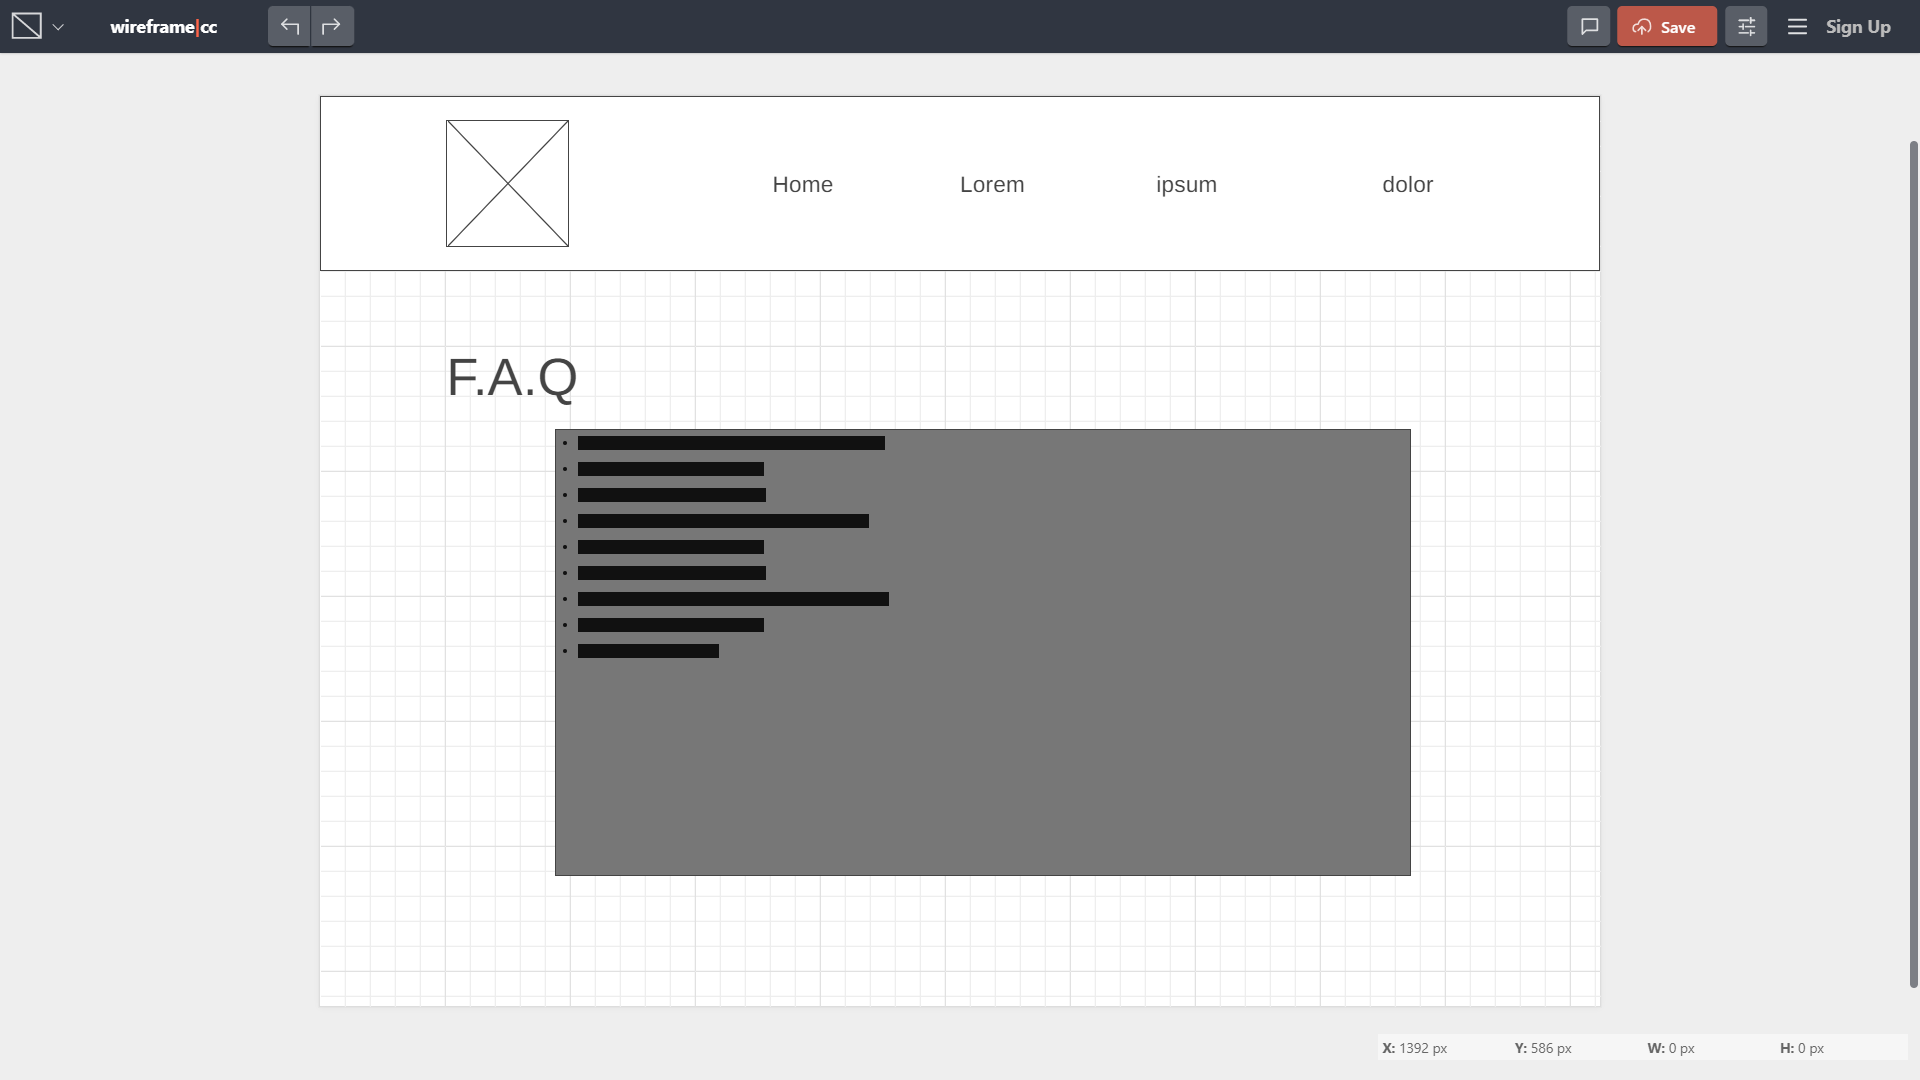 wireframe|cc
Save
Sign Up
Home Lorem ipsum dolor
F.A.Q
X: 1392 px Y: 586 px W: 0 px H: 0 px